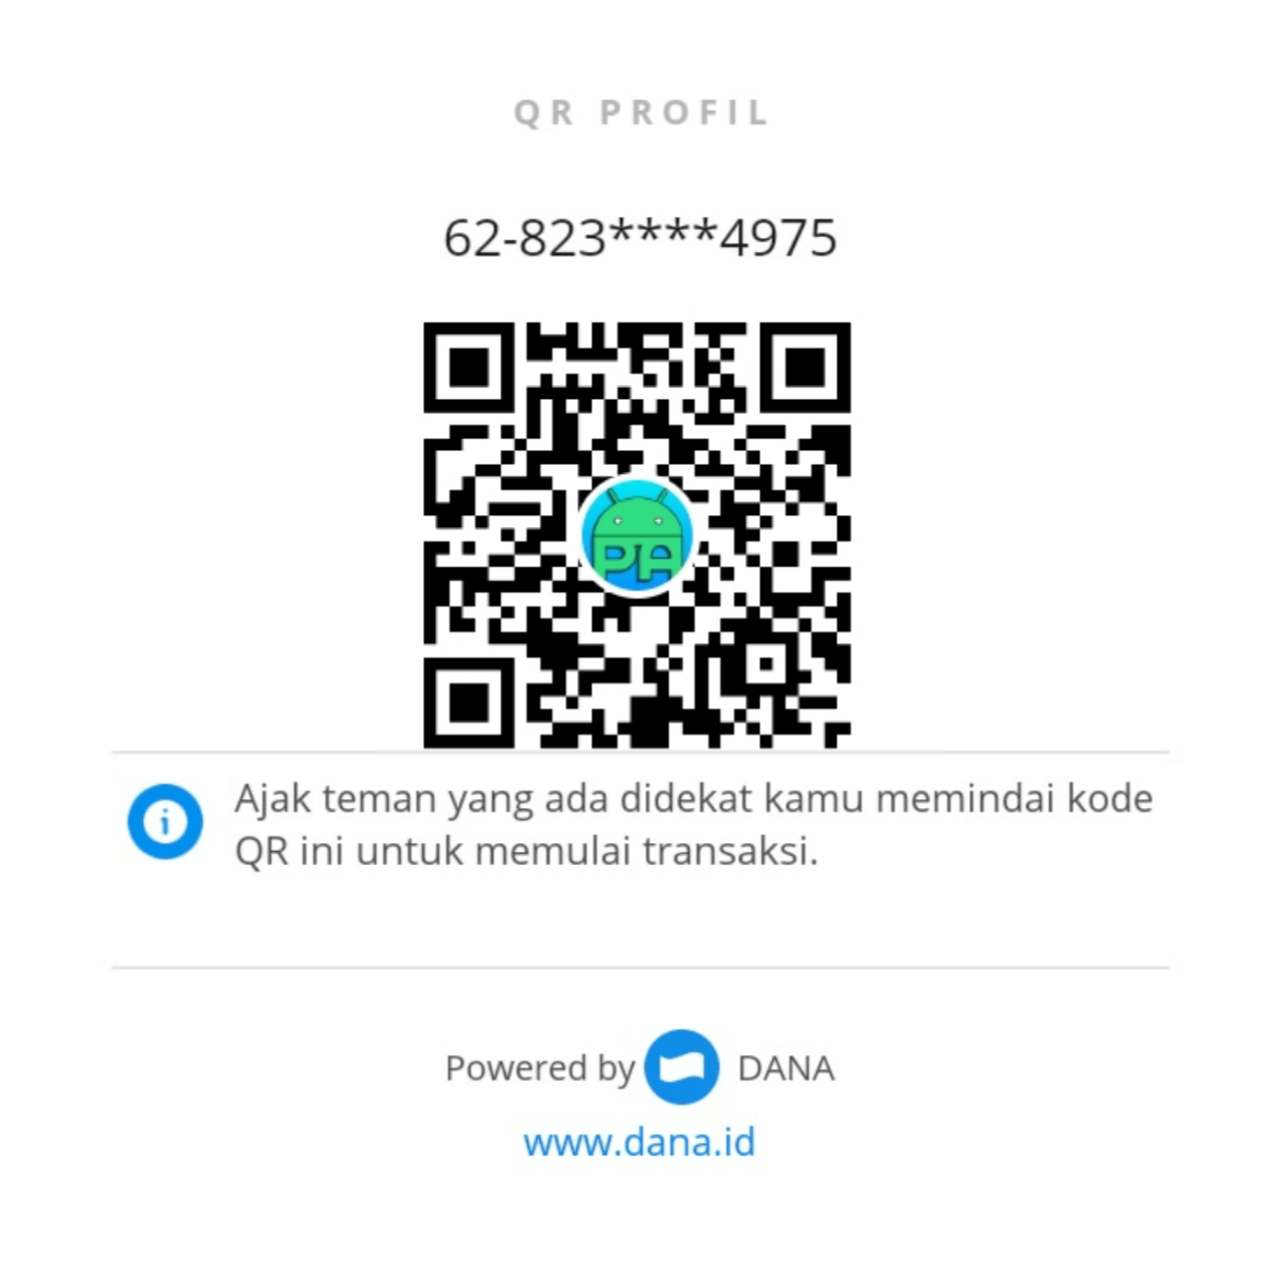 QR PROFIL
62-823****4975
PA
Ajak teman yang ada didekat kamu memindai kode
QR ini untuk memulai transaksi.
Powered by DANA
www.dana.id